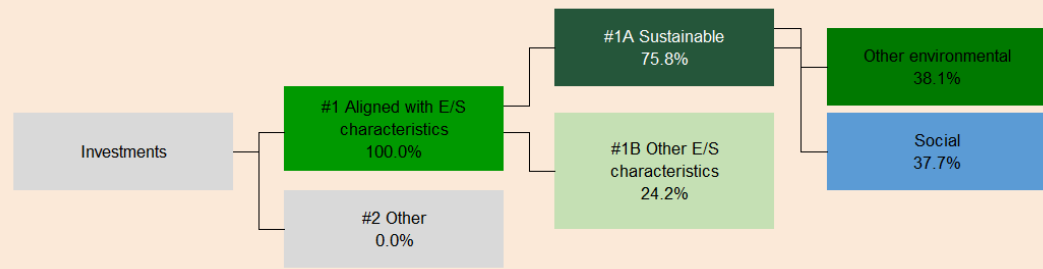 Investments
#1 Aligned with E/S
characteristics
100.0%
#2 Other
0.0%
#1A Sustainable
75.8%
#1B Other E/S
characteristics
24.2%
Other environmental
38.1%
Social
37.7%